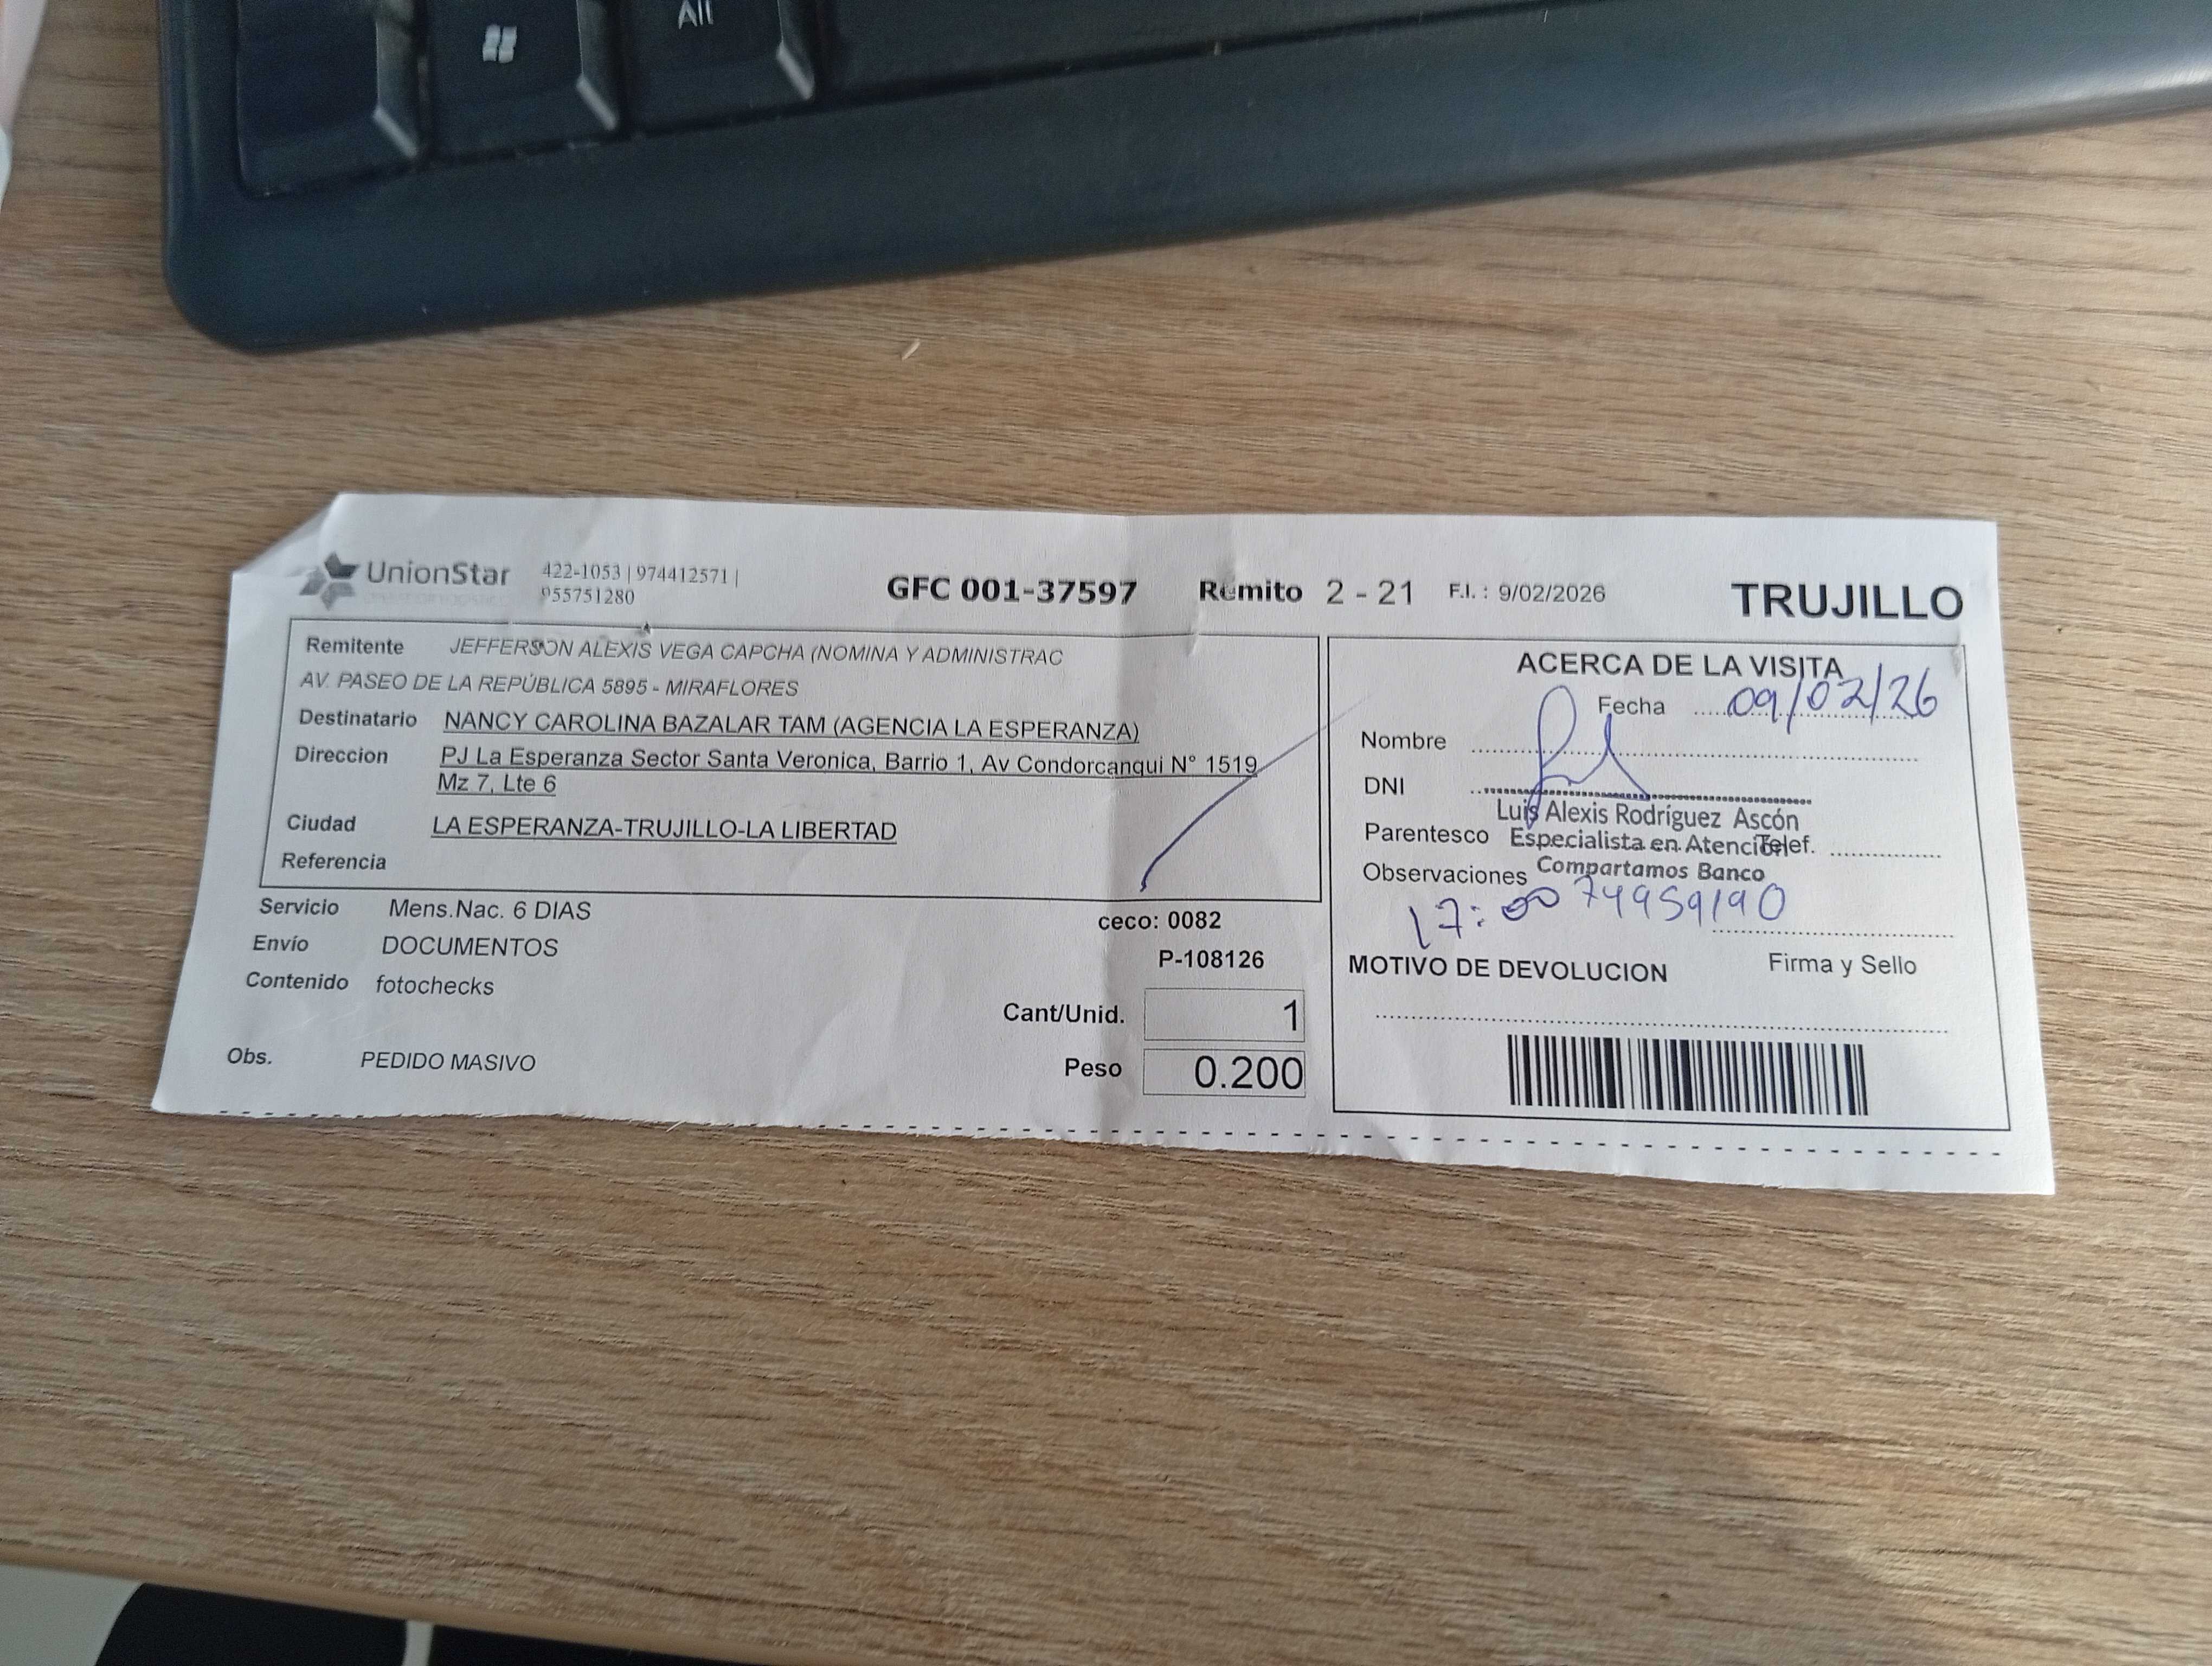 Alt
UnionStar
422-1053 | 974412571 |
955751280
GFC 001-37597 Remito 2 - 21 F.I. : 9/02/2026 TRUJILLO
Remitente JEFFERSON ALEXIS VEGA CAPCHA (NOMINA Y ADMINISTRAC
AV. PASEO DE LA REPÚBLICA 5895 - MIRAFLORES
Destinatario NANCY CAROLINA BAZALAR TAM (AGENCIA LA ESPERANZA)
Direccion PJ La Esperanza Sector Santa Veronica, Barrio 1, Av Condorcanqui N° 1519
Mz 7, Lte 6
Ciudad LA ESPERANZA-TRUJILLO-LA LIBERTAD
Referencia
Servicio Mens.Nac. 6 DIAS
ceco: 0082
Envío DOCUMENTOS
P-108126
Contenido fotochecks
Cant/Unid. 1
Obs. PEDIDO MASIVO
Peso 0.200
ACERCA DE LA VISITA
Fecha 09/02/26
Nombre
DNI
Luis Alexis Rodríguez Ascón
Parentesco Especialista en Atención Telef.
Observaciones Compartamos Banco
17:00 74959190
MOTIVO DE DEVOLUCION Firma y Sello